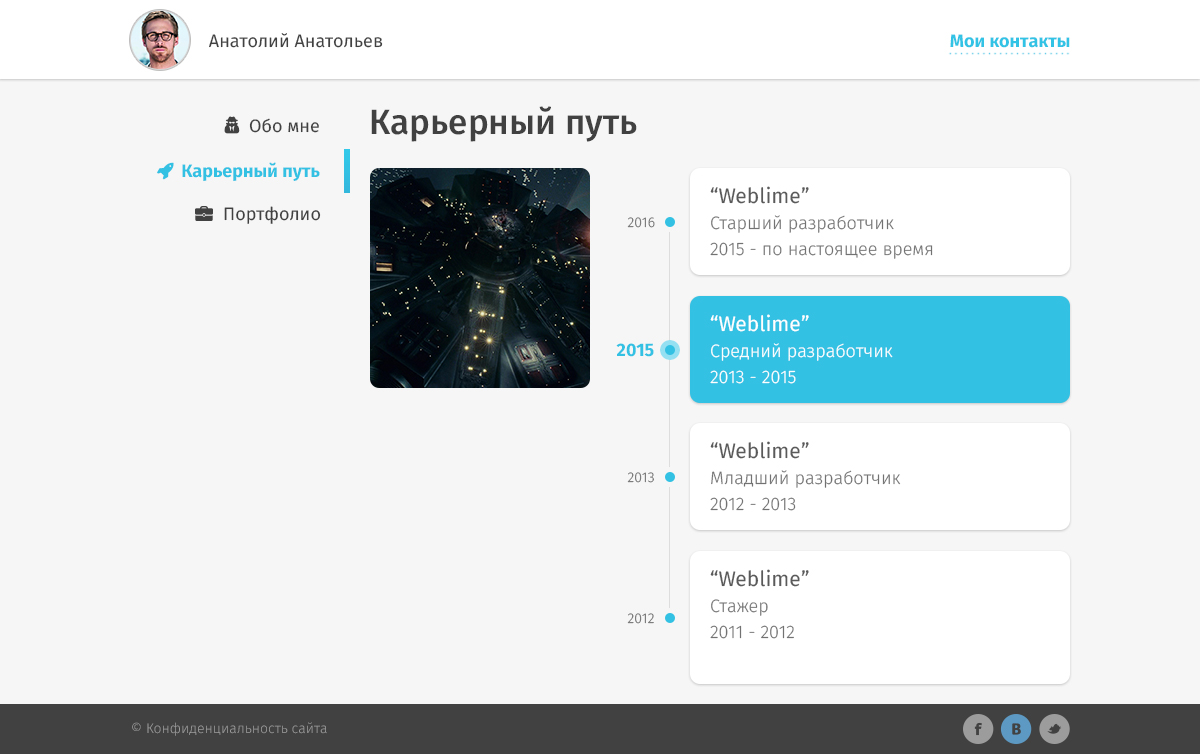 Анатолий Анатольев
Мои контакты
Обо мне
Карьерный путь
Портфолио
Карьерный путь
2016
“Weblime”
Старший разработчик
2015 - по настоящее время
2015
“Weblime”
Средний разработчик
2013 - 2015
2013
“Weblime”
Младший разработчик
2012 - 2013
2012
“Weblime”
Стажер
2011 - 2012
© Конфиденциальность сайта
f
B